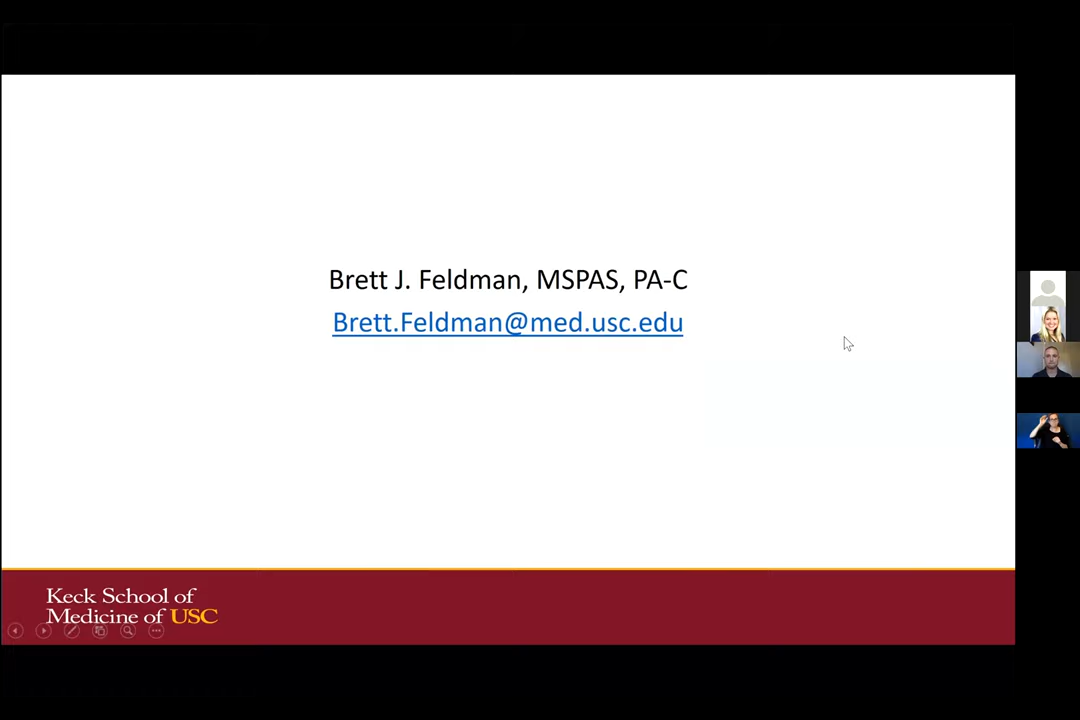 Brett J. Feldman, MSPAS, PA-C
Brett.Feldman@med.usc.edu
Keck School of
Medicine of USC